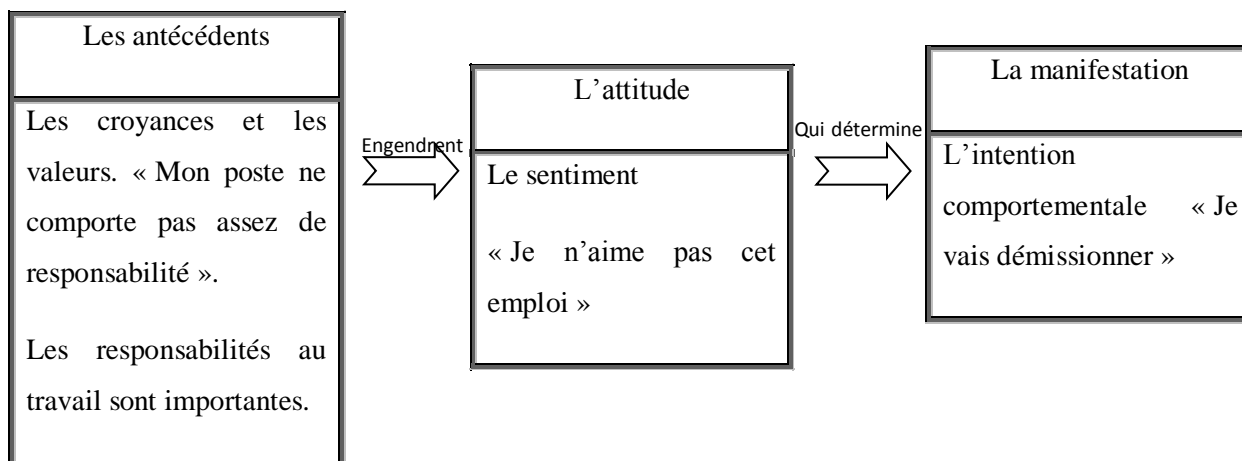 Les antécédents
Les croyances et les
valeurs. « Mon poste ne
comporte pas assez de
responsabilité ».
Les responsabilités au
travail sont importantes.
Engendrent
L’attitude
Le sentiment
« Je n’aime pas cet
emploi »
Qui détermine
La manifestation
L’intention
comportementale « Je
vais démissionner »